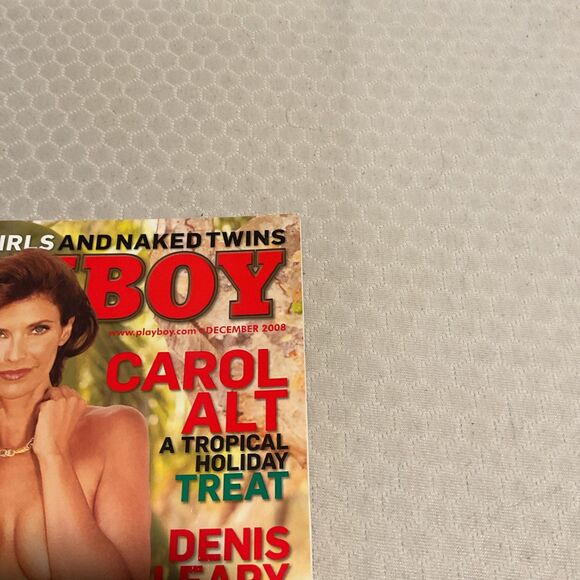 IRLS AND NAKED TWINS
YBOY
www.playboy.com • DECEMBER 2008
CAROL
ALT
A TROPICAL
HOLIDAY
TREAT
DENIS
LEARY